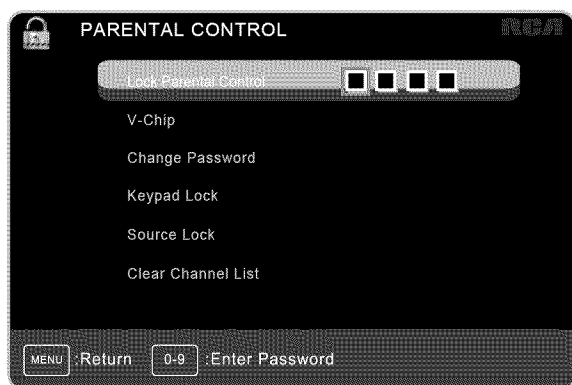 PARENTAL CONTROL
RCA
Lock Parental Control
V-Chip
Change Password
Keypad Lock
Source Lock
Clear Channel List
MENU :Return 0-9 :Enter Password